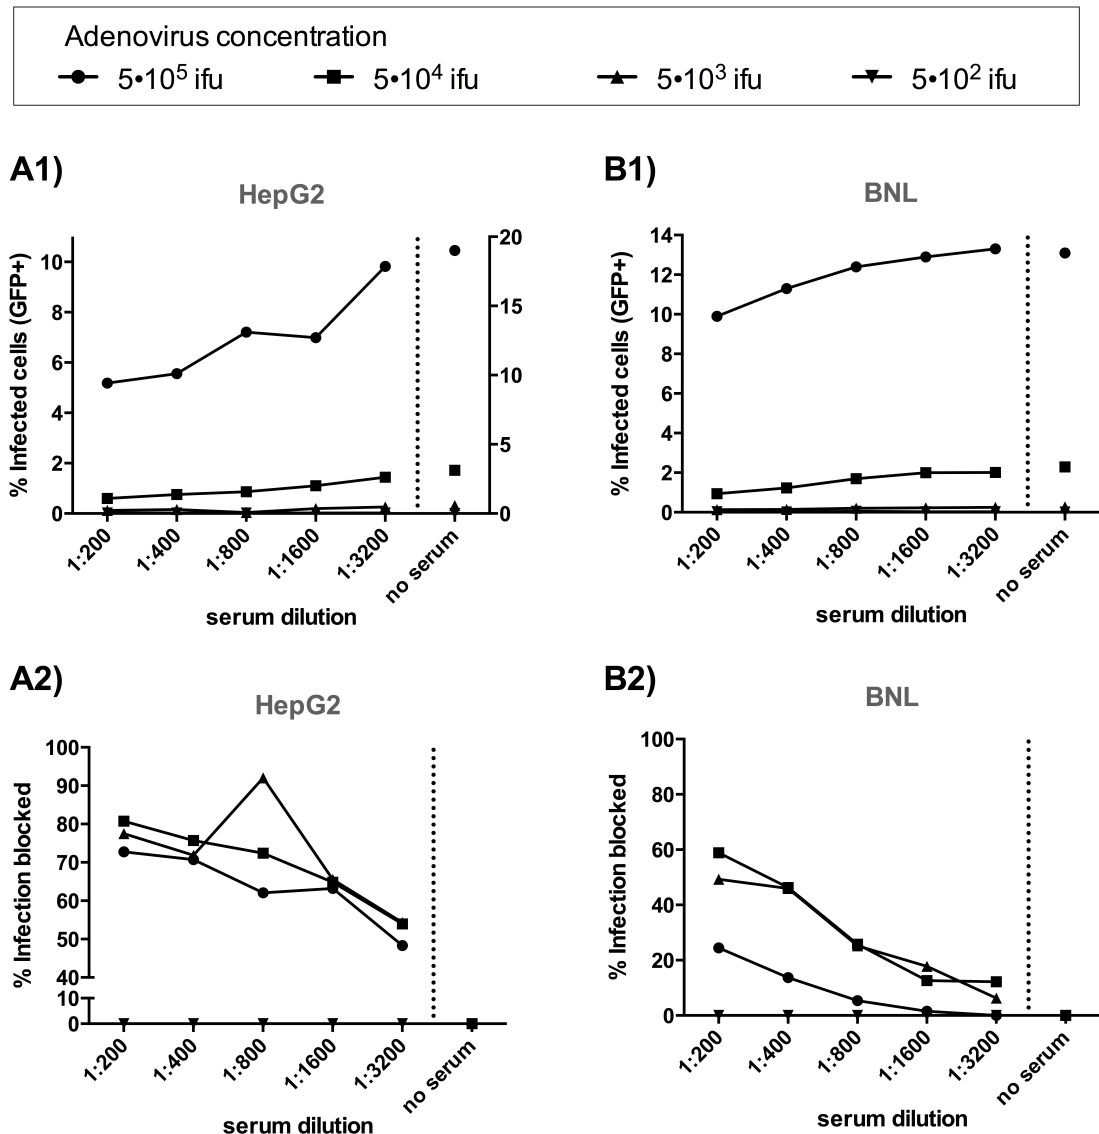 Adenovirus concentration
5•10⁵ ifu 5•10⁴ ifu 5•10³ ifu 5•10² ifu
A1)
HepG2
% Infected cells (GFP+)
10
8
6
4
2
0
20
15
10
5
0
1:200 1:400 1:800 1:1600 1:3200 no serum
serum dilution
B1)
BNL
% Infected cells (GFP+)
14
12
10
8
6
4
2
0
1:200 1:400 1:800 1:1600 1:3200 no serum
serum dilution
A2)
HepG2
% Infection blocked
100
90
80
70
60
50
40
10
0
1:200 1:400 1:800 1:1600 1:3200 no serum
serum dilution
B2)
BNL
% Infection blocked
100
80
60
40
20
0
1:200 1:400 1:800 1:1600 1:3200 no serum
serum dilution